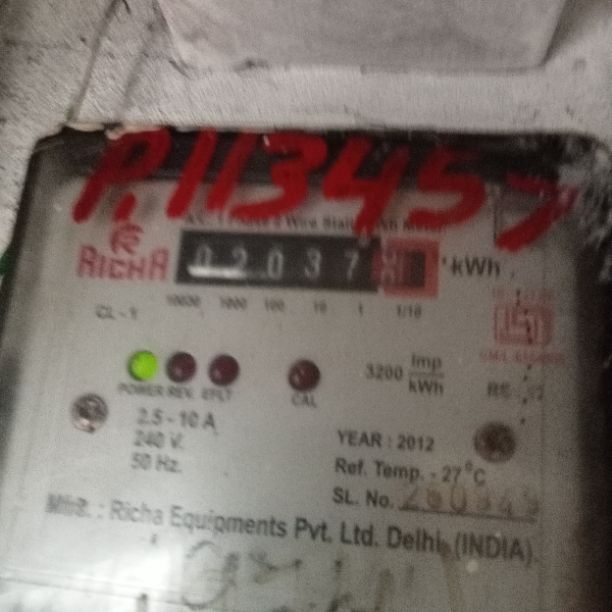 P.113457
RICHA
02037 kWh
10000 1000 100 10 1 1/10
CL - 1
3200 Imp/kWh
POWER REV. EFLT CAL
2.5 - 10 A
240 V.
50 Hz.
YEAR : 2012
Ref. Temp. - 27°C
SL. No.
Mfrs. : Richa Equipments Pvt. Ltd. Delhi, (INDIA).